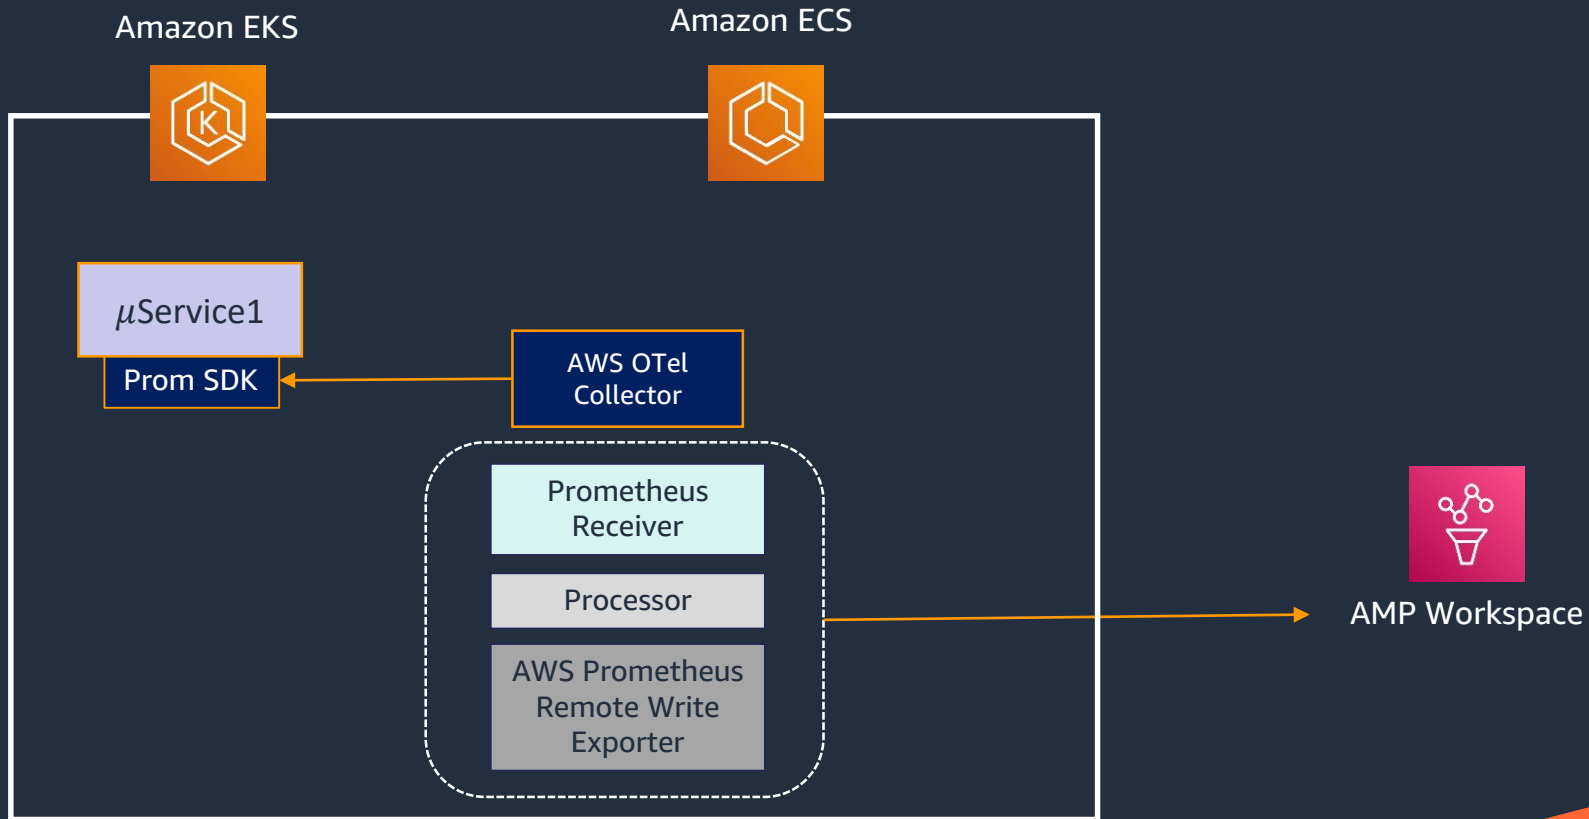 Amazon EKS
Amazon ECS
K
μService1
Prom SDK
AWS OTel
Collector
Prometheus
Receiver
Processor
AWS Prometheus
Remote Write
Exporter
AMP Workspace